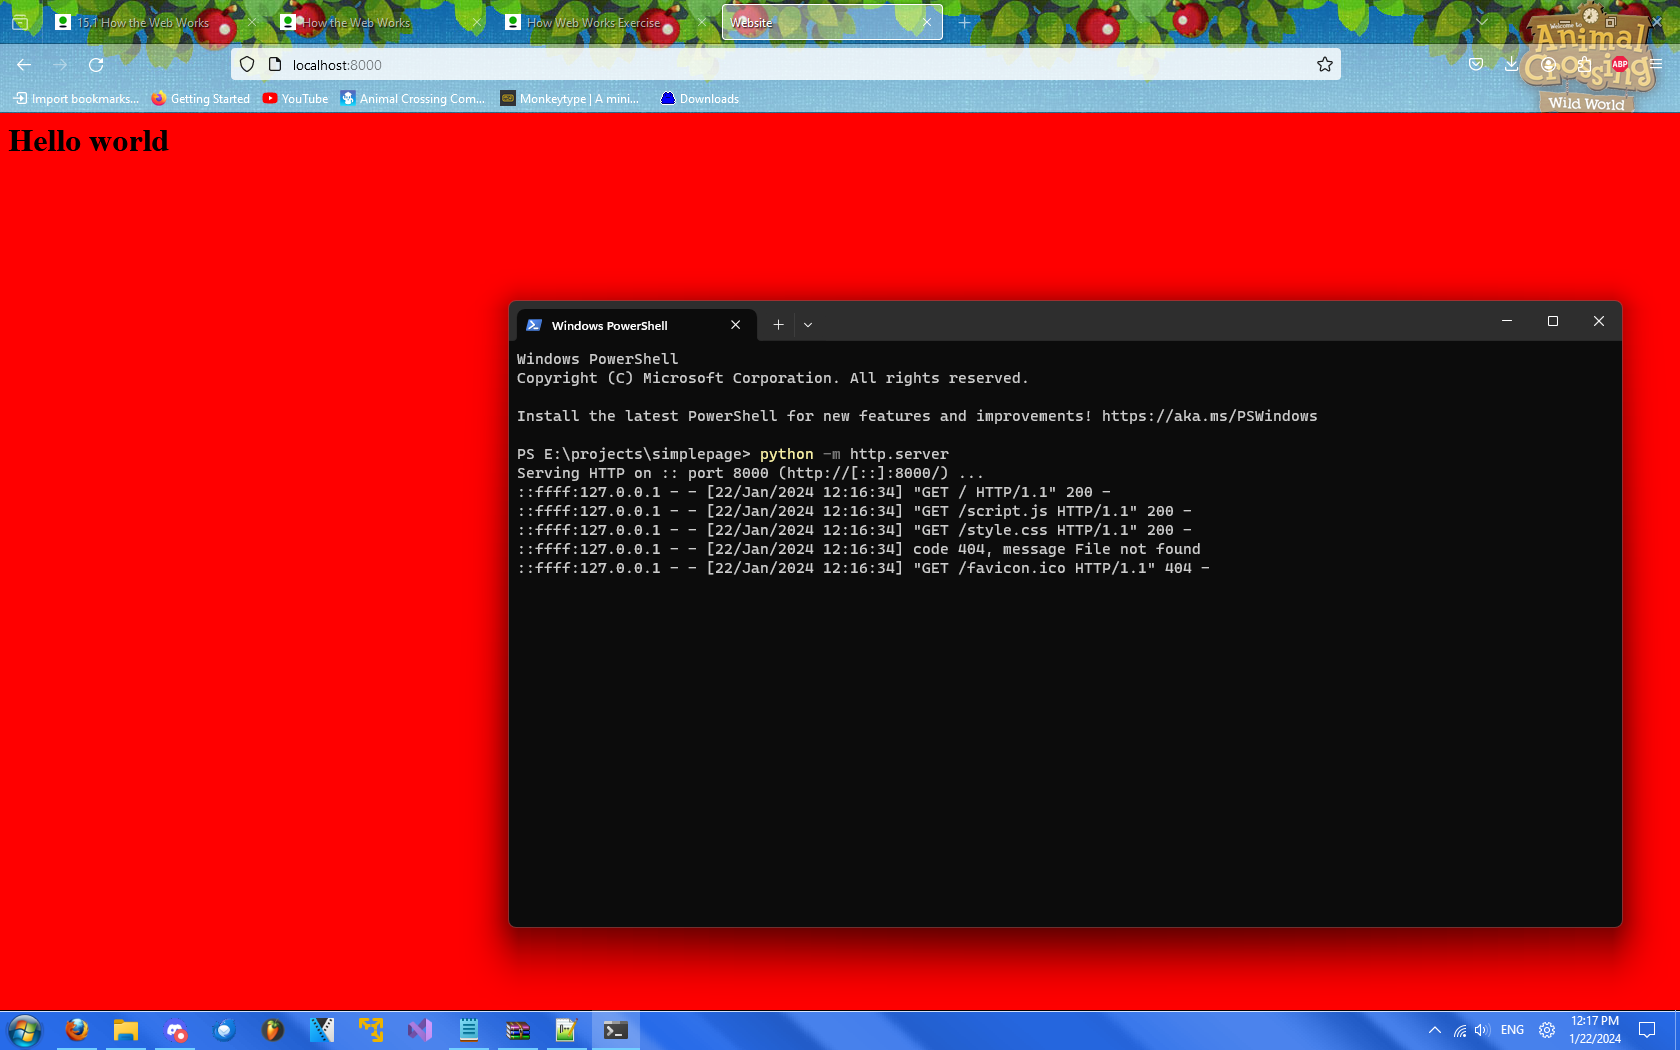 15.1 How the Web Works
How the Web Works
How Web Works Exercise
Website
Welcome to
Animal
Crossing
Wild World
localhost:8000
ABP
Import bookmarks...
Getting Started
YouTube
Animal Crossing Com...
Monkeytype | A mini...
Downloads
Hello world
Windows PowerShell
Windows PowerShell
Copyright (C) Microsoft Corporation. All rights reserved.
Install the latest PowerShell for new features and improvements! https://aka.ms/PSWindows
PS E:\projects\simplepage> python -m http.server
Serving HTTP on :: port 8000 (http://[::]:8000/) ...
::ffff:127.0.0.1 - - [22/Jan/2024 12:16:34] "GET / HTTP/1.1" 200 -
::ffff:127.0.0.1 - - [22/Jan/2024 12:16:34] "GET /script.js HTTP/1.1" 200 -
::ffff:127.0.0.1 - - [22/Jan/2024 12:16:34] "GET /style.css HTTP/1.1" 200 -
::ffff:127.0.0.1 - - [22/Jan/2024 12:16:34] code 404, message File not found
::ffff:127.0.0.1 - - [22/Jan/2024 12:16:34] "GET /favicon.ico HTTP/1.1" 404 -
ENG
12:17 PM
1/22/2024